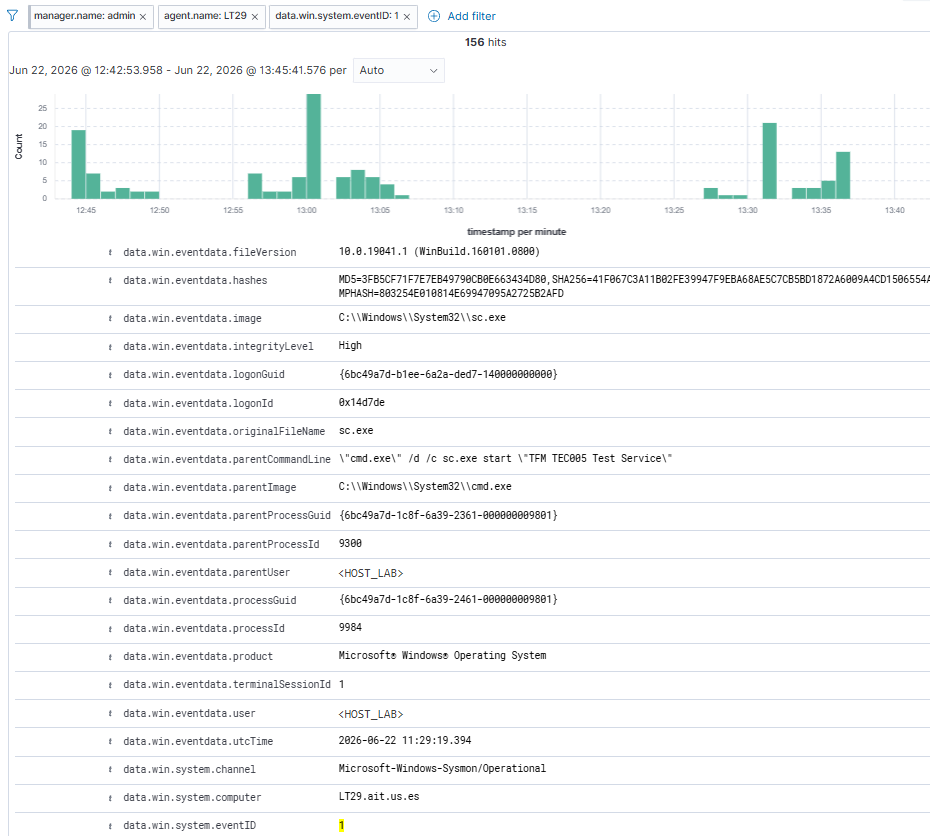 manager.name: admin × agent.name: LT29 × data.win.system.eventID: 1 × Add filter
156 hits
Jun 22, 2026 @ 12:42:53.958 - Jun 22, 2026 @ 13:45:41.576 per Auto
Count
25
20
15
10
5
0
12:45 12:50 12:55 13:00 13:05 13:10 13:15 13:20 13:25 13:30 13:35 13:40
timestamp per minute
t data.win.eventdata.fileVersion 10.0.19041.1 (WinBuild.160101.0800)
t data.win.eventdata.hashes MD5=3FB5CF71F7E7EB49790CB0E663434D80,SHA256=41F067C3A11B02FE39947F9EBA68AE5C7CB5BD1872A6009A4CD1506554A
MPHASH=803254E010814E69947095A2725B2AFD
t data.win.eventdata.image C:\\Windows\\System32\\sc.exe
t data.win.eventdata.integrityLevel High
t data.win.eventdata.logonGuid {6bc49a7d-b1ee-6a2a-ded7-140000000000}
t data.win.eventdata.logonId 0x14d7de
t data.win.eventdata.originalFileName sc.exe
t data.win.eventdata.parentCommandLine \"cmd.exe\" /d /c sc.exe start \"TFM TEC005 Test Service\"
t data.win.eventdata.parentImage C:\\Windows\\System32\\cmd.exe
t data.win.eventdata.parentProcessGuid {6bc49a7d-1c8f-6a39-2361-000000009801}
t data.win.eventdata.parentProcessId 9300
t data.win.eventdata.parentUser <HOST_LAB>
t data.win.eventdata.processGuid {6bc49a7d-1c8f-6a39-2461-000000009801}
t data.win.eventdata.processId 9984
t data.win.eventdata.product Microsoft® Windows® Operating System
t data.win.eventdata.terminalSessionId 1
t data.win.eventdata.user <HOST_LAB>
t data.win.eventdata.utcTime 2026-06-22 11:29:19.394
t data.win.system.channel Microsoft-Windows-Sysmon/Operational
t data.win.system.computer LT29.ait.us.es
t data.win.system.eventID 1